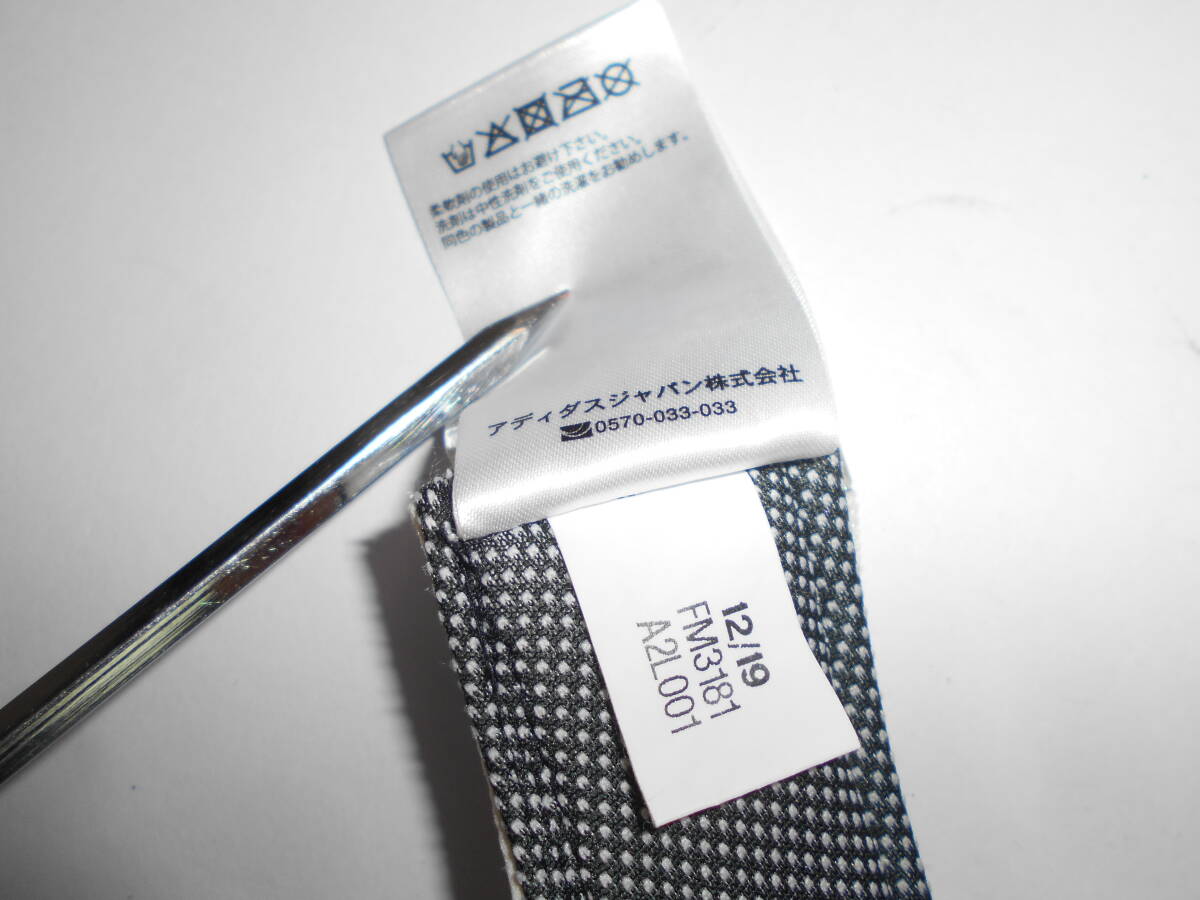 柔軟剤の使用はお避け下さい。
洗剤は中性洗剤をご使用ください。
同色の製品と一緒の洗濯をお勧めします。
アディダスジャパン株式会社
0570-033-033
12/19
FM3181
A2L001